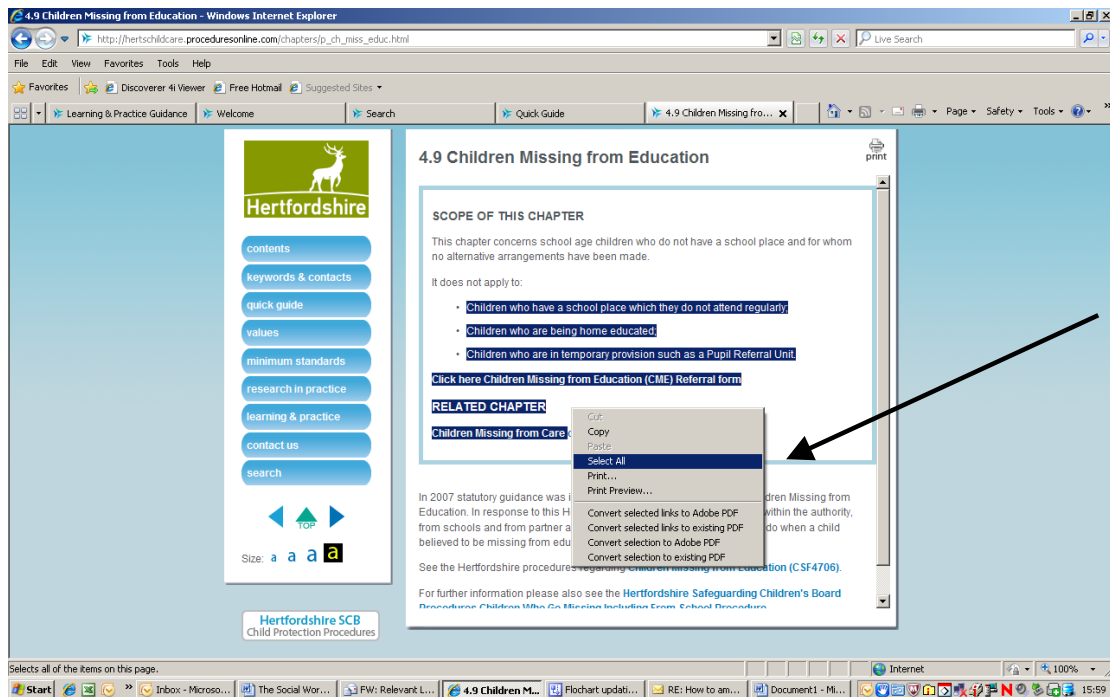 4.9 Children Missing from Education - Windows Internet Explorer
http://hertschildcare.proceduresonline.com/chapters/p_ch_miss_educ.html
Live Search
File Edit View Favorites Tools Help
Favorites Discoverer 4i Viewer Free Hotmail Suggested Sites
Learning & Practice Guidance Welcome Search Quick Guide 4.9 Children Missing fro... Page Safety Tools
Hertfordshire
contents
keywords & contacts
quick guide
values
minimum standards
research in practice
learning & practice
contact us
search
TOP
Size: a a a a
Hertfordshire SCB
Child Protection Procedures
4.9 Children Missing from Education
print
SCOPE OF THIS CHAPTER
This chapter concerns school age children who do not have a school place and for whom
no alternative arrangements have been made.
It does not apply to:
• Children who have a school place which they do not attend regularly;
• Children who are being home educated;
• Children who are in temporary provision such as a Pupil Referral Unit.
Click here Children Missing from Education (CME) Referral form
RELATED CHAPTER
Children Missing from Care
Cut
Copy
Paste
Select All
Print...
Print Preview...
Convert selected links to Adobe PDF
Convert selected links to existing PDF
Convert selection to Adobe PDF
Convert selection to existing PDF
In 2007 statutory guidance was dren Missing from
Education. In response to this H within the authority,
from schools and from partner a do when a child
believed to be missing from edu
See the Hertfordshire procedures regarding Children Missing from Education (CSF4706).
For further information please also see the Hertfordshire Safeguarding Children's Board
Procedures Children Who Go Missing Including From School Procedure
Selects all of the items on this page. Internet 100%
Start Inbox - Microso... The Social Wor... FW: Relevant L... 4.9 Children M... Flochart updati... RE: How to am... Document1 - Mi... 15:59